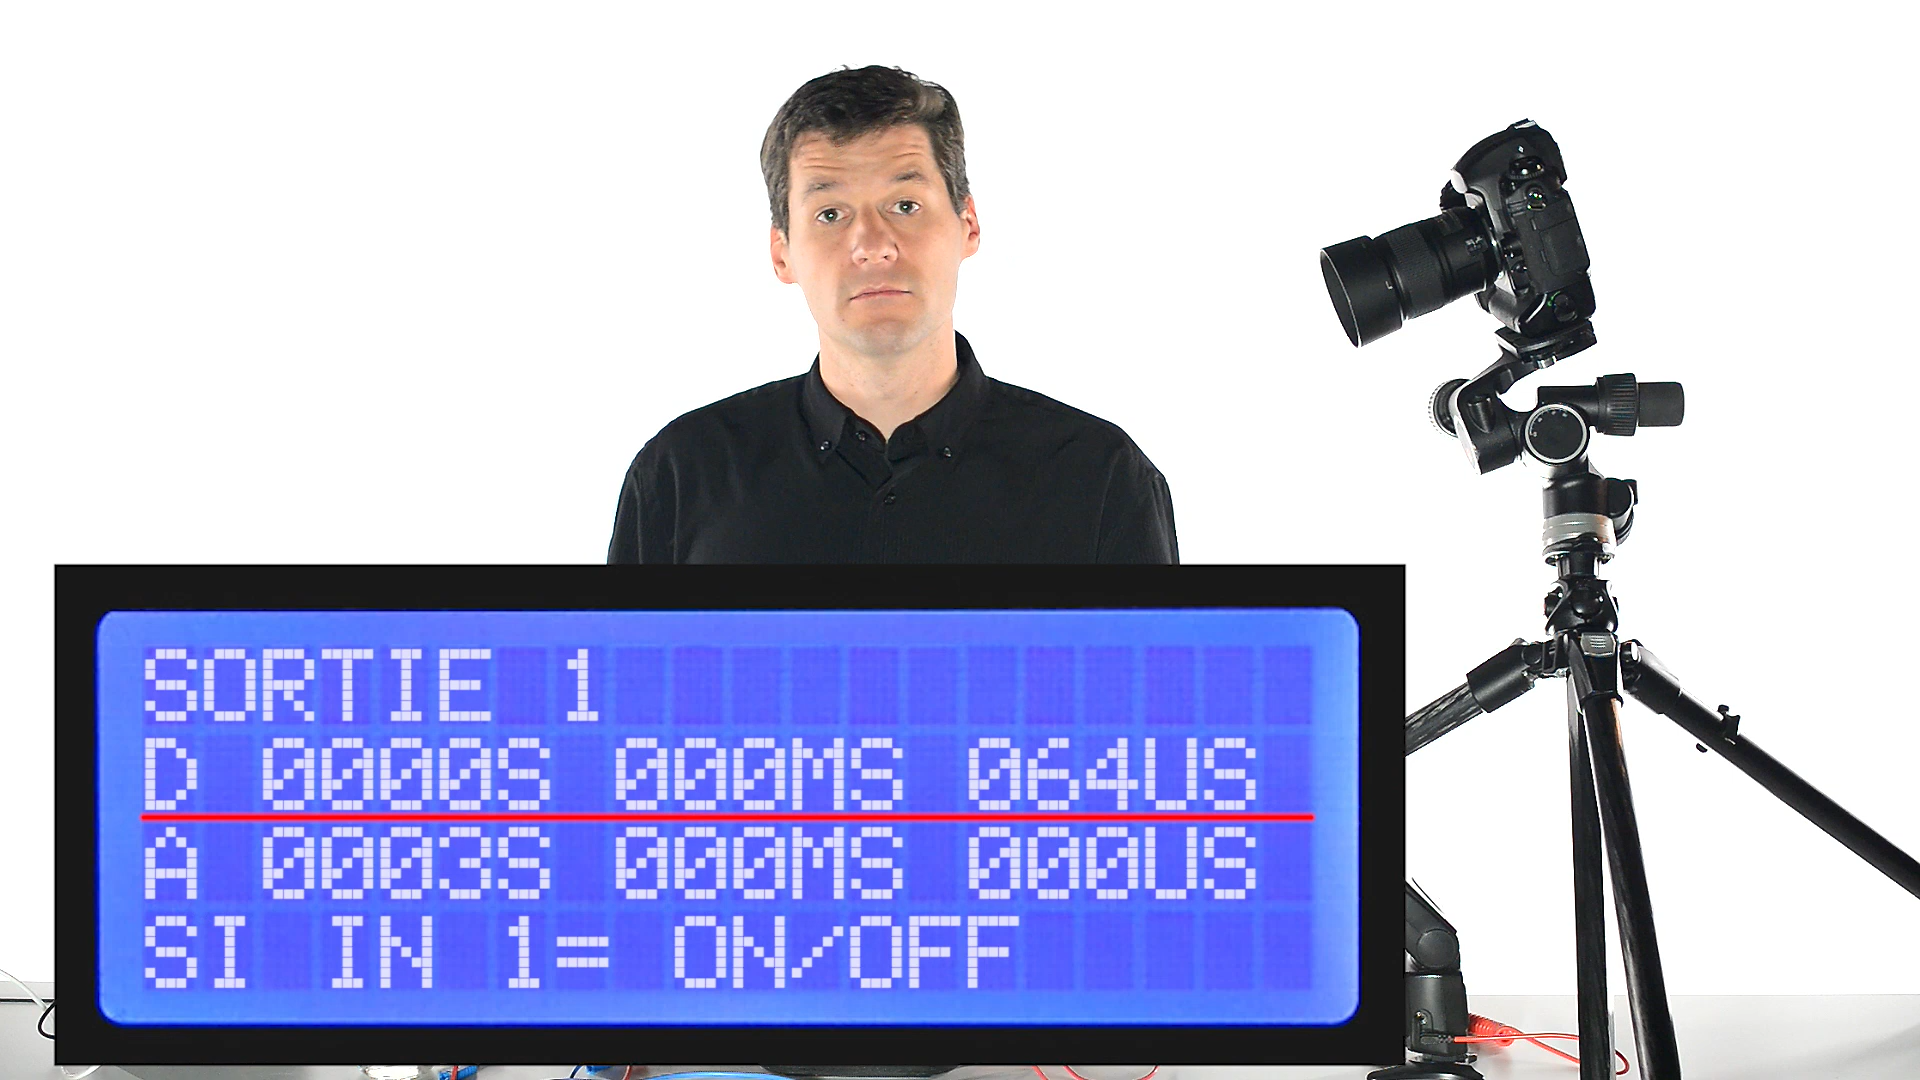 SORTIE 1
D 0000S 000MS 064US
A 0003S 000MS 000US
SI IN 1= ON/OFF